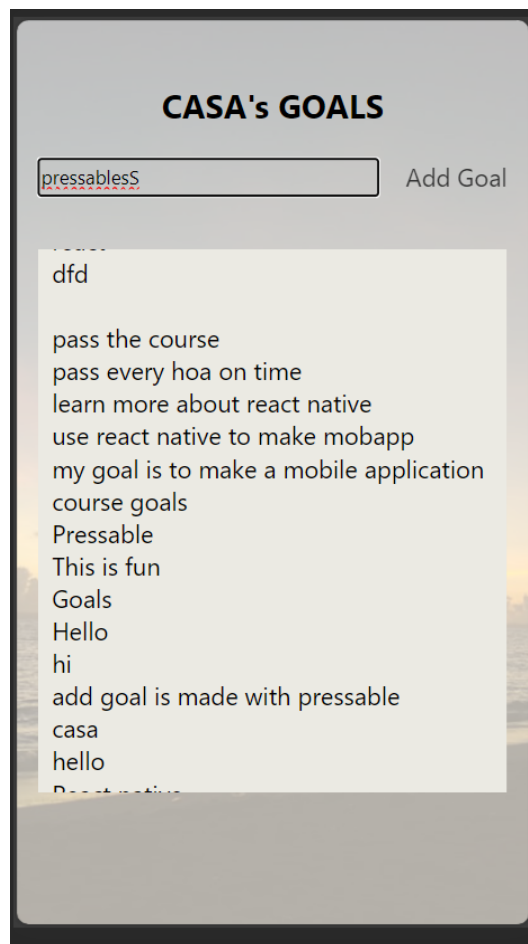 CASA's GOALS
pressablesS
Add Goal
dfd
pass the course
pass every hoa on time
learn more about react native
use react native to make mobapp
my goal is to make a mobile application
course goals
Pressable
This is fun
Goals
Hello
hi
add goal is made with pressable
casa
hello
React native